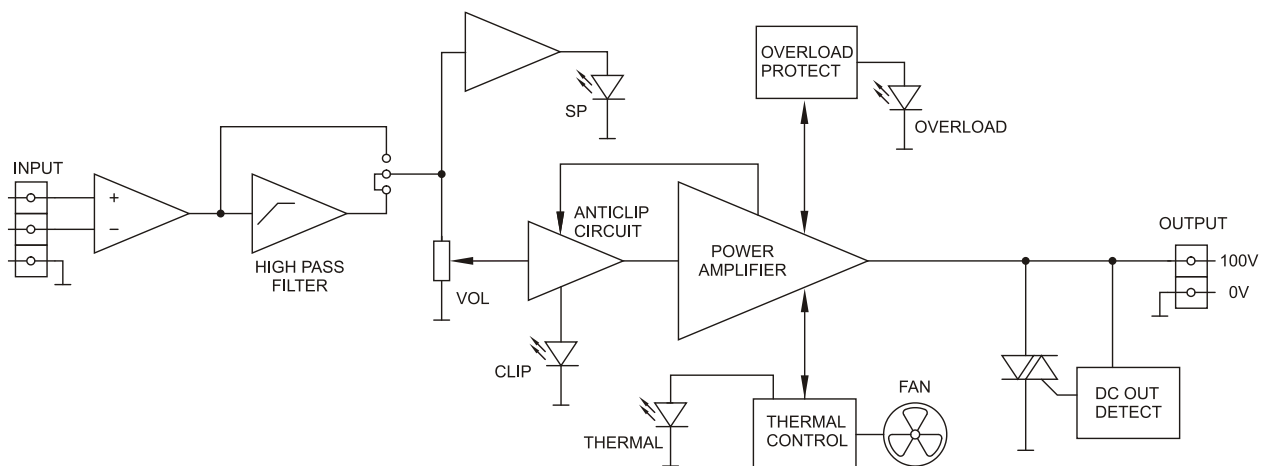 OVERLOAD
PROTECT
SP
OVERLOAD
INPUT
+
−
ANTICLIP
CIRCUIT
HIGH PASS
FILTER
VOL
POWER
AMPLIFIER
OUTPUT
100V
0V
CLIP
THERMAL
THERMAL
CONTROL
FAN
DC OUT
DETECT